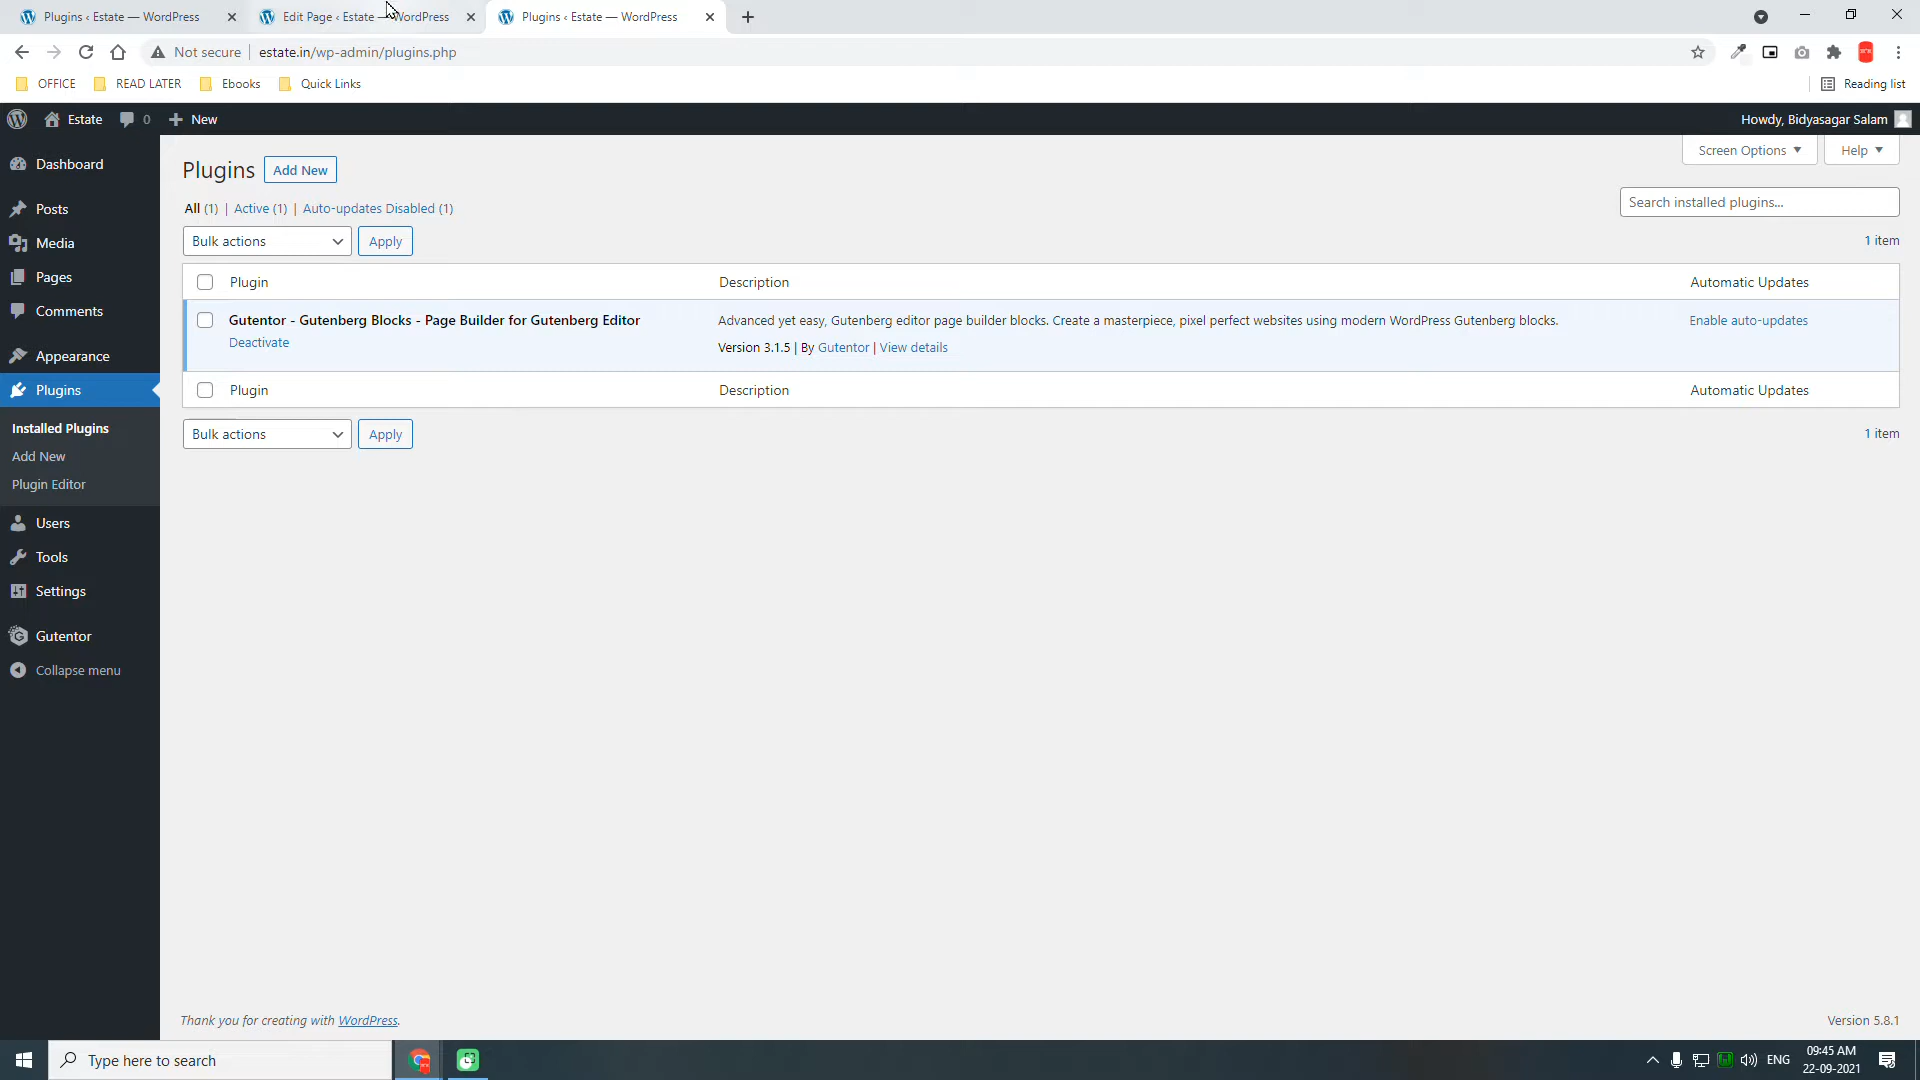 Plugins ‹ Estate — WordPress
Edit Page ‹ Estate — WordPress
Plugins ‹ Estate — WordPress
Not secure
estate.in/wp-admin/plugins.php
OFFICE
READ LATER
Ebooks
Quick Links
Reading list
Estate
0
New
Howdy, Bidyasagar Salam
Dashboard
Posts
Media
Pages
Comments
Appearance
Plugins
Installed Plugins
Add New
Plugin Editor
Users
Tools
Settings
Gutentor
Collapse menu
Screen Options
Help
Plugins
Add New
All (1) | Active (1) | Auto-updates Disabled (1)
Search installed plugins...
Bulk actions
Apply
1 item
Plugin
Description
Automatic Updates
Gutentor - Gutenberg Blocks - Page Builder for Gutenberg Editor
Deactivate
Advanced yet easy, Gutenberg editor page builder blocks. Create a masterpiece, pixel perfect websites using modern WordPress Gutenberg blocks.
Version 3.1.5 | By Gutentor | View details
Enable auto-updates
Plugin
Description
Automatic Updates
Bulk actions
Apply
1 item
Thank you for creating with WordPress.
Version 5.8.1
Type here to search
ENG
09:45 AM
22-09-2021